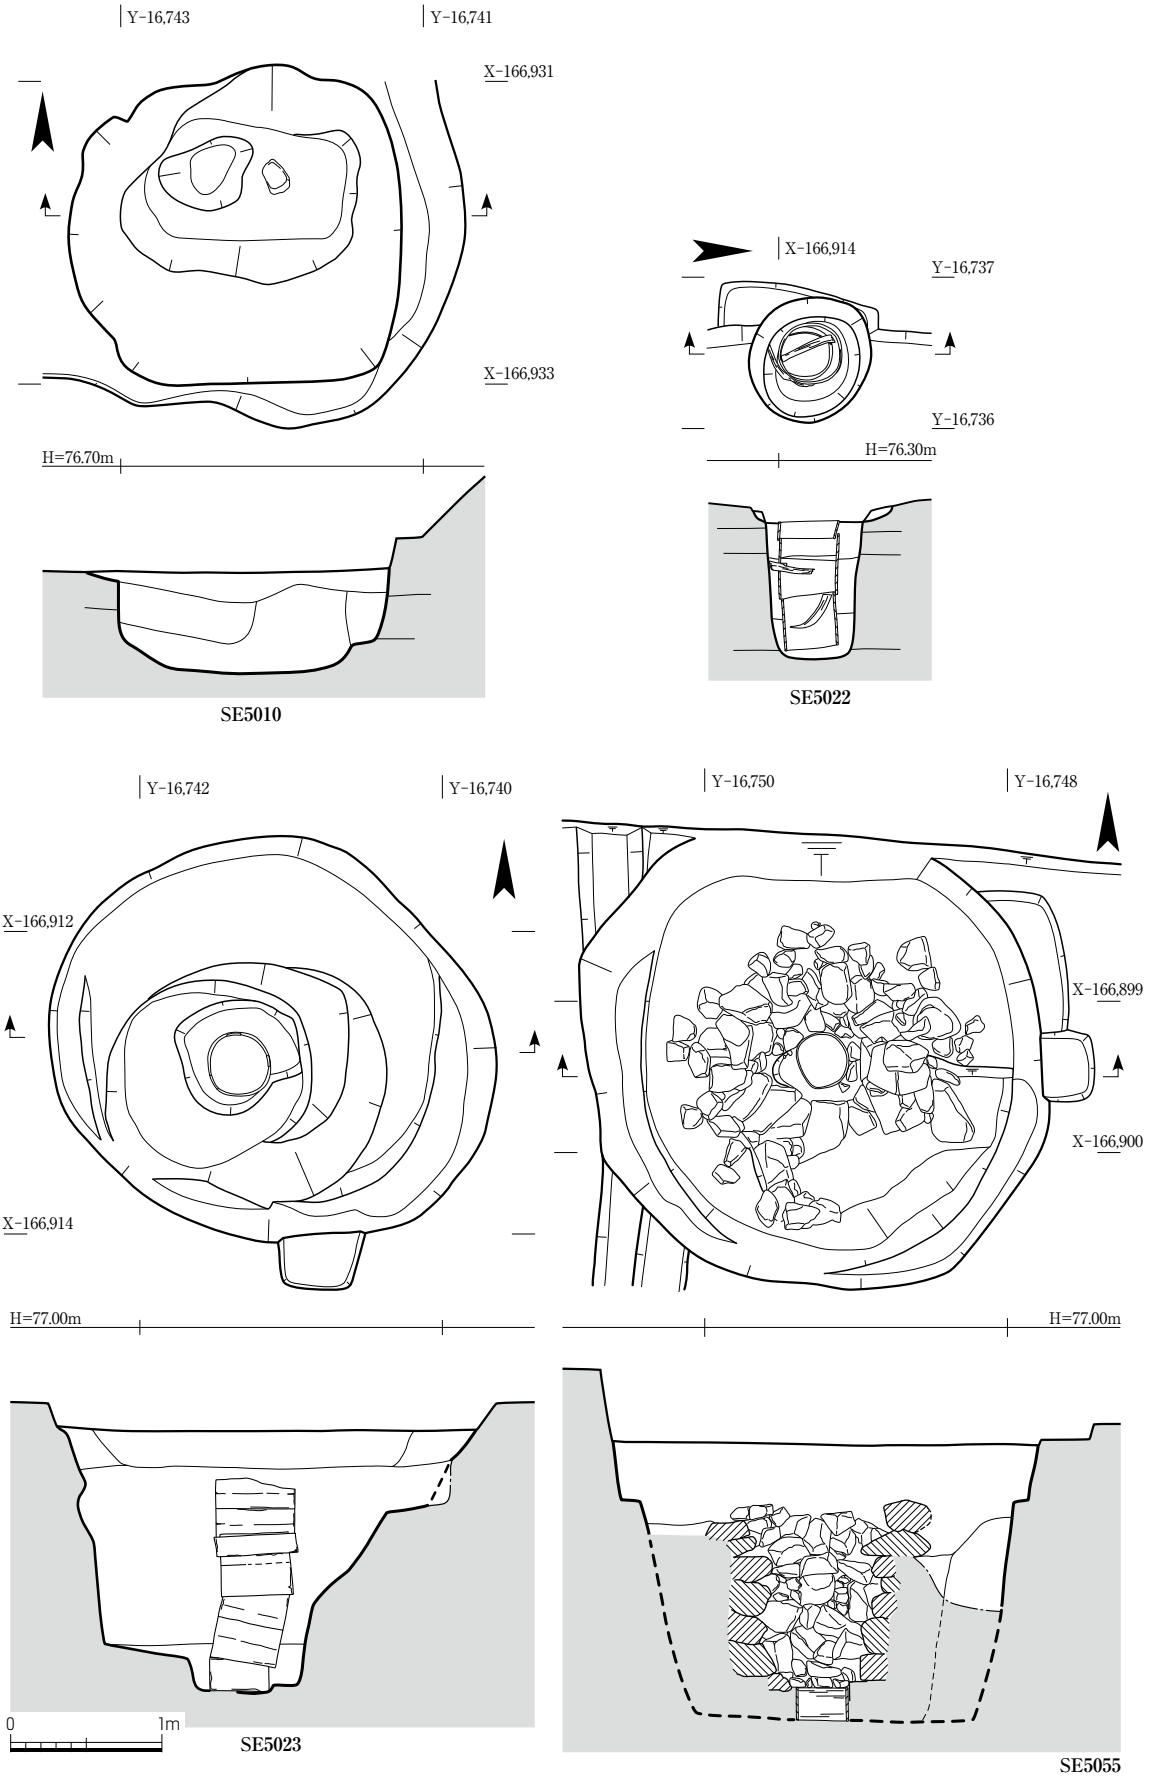 Y-16,743
Y-16,741
X-166,931
X-166,933
H=76.70m
SE5010
X-166,914
Y-16,737
Y-16,736
H=76.30m
SE5022
Y-16,742
Y-16,740
X-166,912
X-166,914
H=77.00m
0 1m
SE5023
Y-16,750
Y-16,748
X-166,899
X-166,900
H=77.00m
SE5055